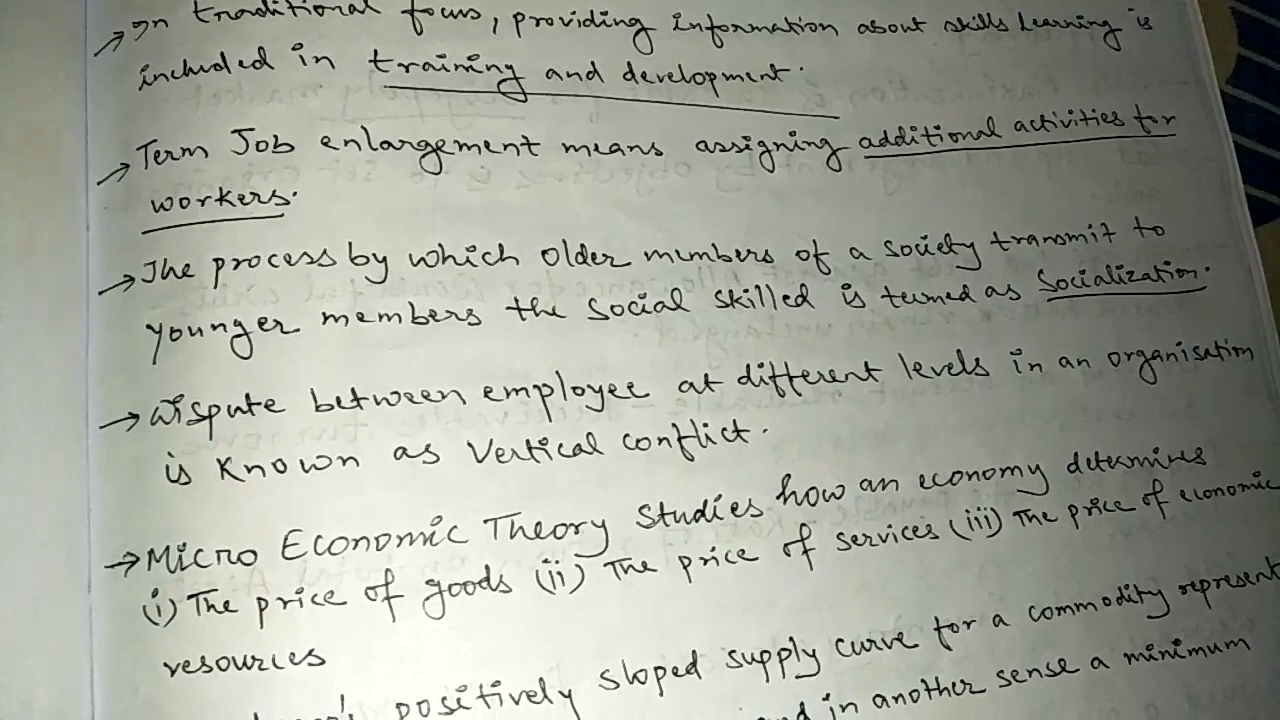 → In traditional focus, providing information about skills learning is
included in training and development.
→ Term Job enlargement means assigning additional activities for
workers.
→ The process by which older members of a society transmit to
younger members the social skilled is termed as Socialization.
→ Dispute between employee at different levels in an organisation
is known as Vertical conflict.
→ Micro Economic Theory studies how an economy determines
(i) The price of goods (ii) The price of services (iii) The price of economic
resources
positively sloped supply curve for a commodity represent
in another sense a minimum